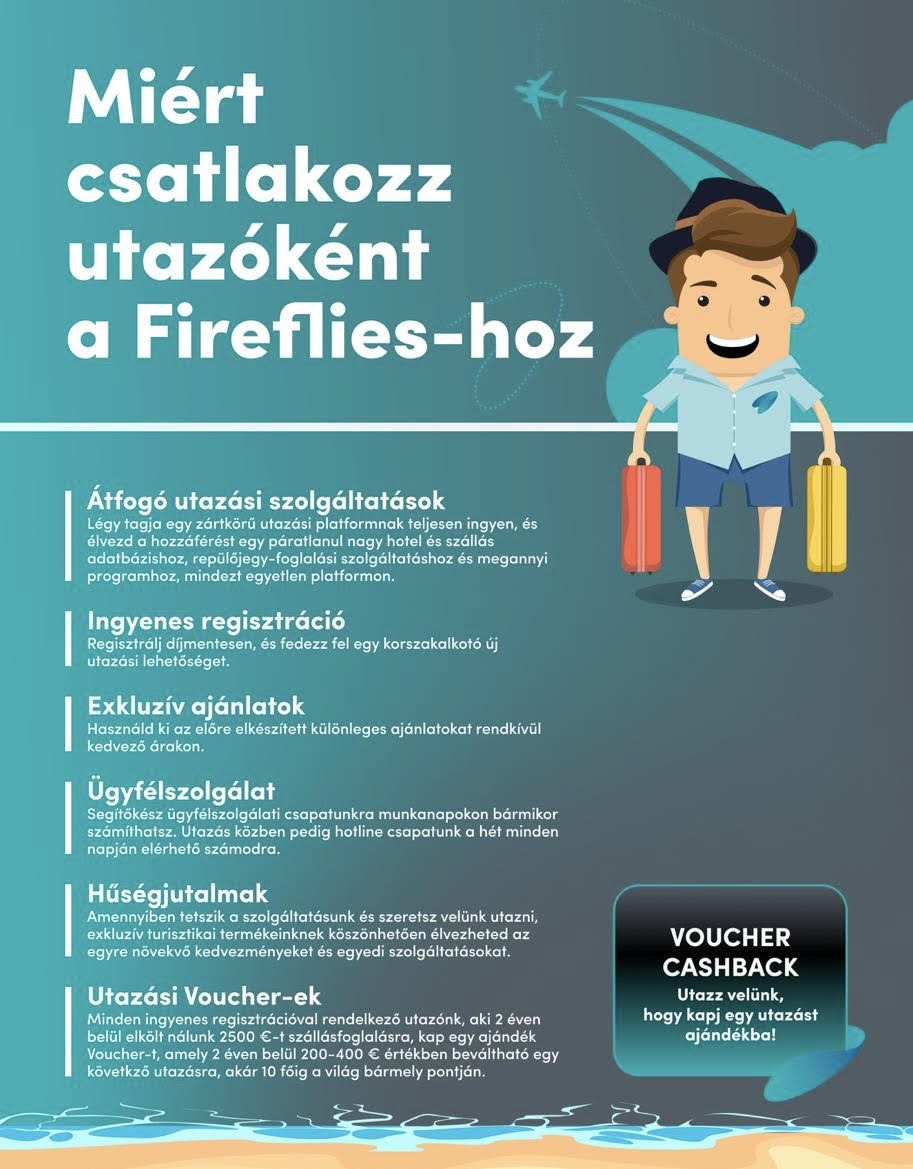 Miért
csatlakozz
utazóként
a Fireflies-hoz
Átfogó utazási szolgáltatások
Légy tagja egy zártkörű utazási platformnak teljesen ingyen, és
élvezd a hozzáférést egy páratlanul nagy hotel és szállás
adatbázishoz, repülőjegy-foglalási szolgáltatáshoz és megannyi
programhoz, mindezt egyetlen platformon.
Ingyenes regisztráció
Regisztrálj díjmentesen, és fedezz fel egy korszakalkotó új
utazási lehetőséget.
Exkluzív ajánlatok
Használd ki az előre elkészített különleges ajánlatokat rendkívül
kedvező árakon.
Ügyfélszolgálat
Segítőkész ügyfélszolgálati csapatunkra munkanapokon bármikor
számíthatsz. Utazás közben pedig hotline csapatunk a hét minden
napján elérhető számodra.
Hűségjutalmak
Amennyiben tetszik a szolgáltatásunk és szeretsz velünk utazni,
exkluzív turisztikai termékeinknek köszönhetően élvezheted az
egyre növekvő kedvezményeket és egyedi szolgáltatásokat.
Utazási Voucher-ek
Minden ingyenes regisztrációval rendelkező utazónk, aki 2 éven
belül elkölt nálunk 2500 €-t szállásfoglalásra, kap egy ajándék
Voucher-t, amely 2 éven belül 200-400 € értékben beváltható egy
következő utazásra, akár 10 főig a világ bármely pontján.
VOUCHER
CASHBACK
Utazz velünk,
hogy kapj egy utazást
ajándékba!